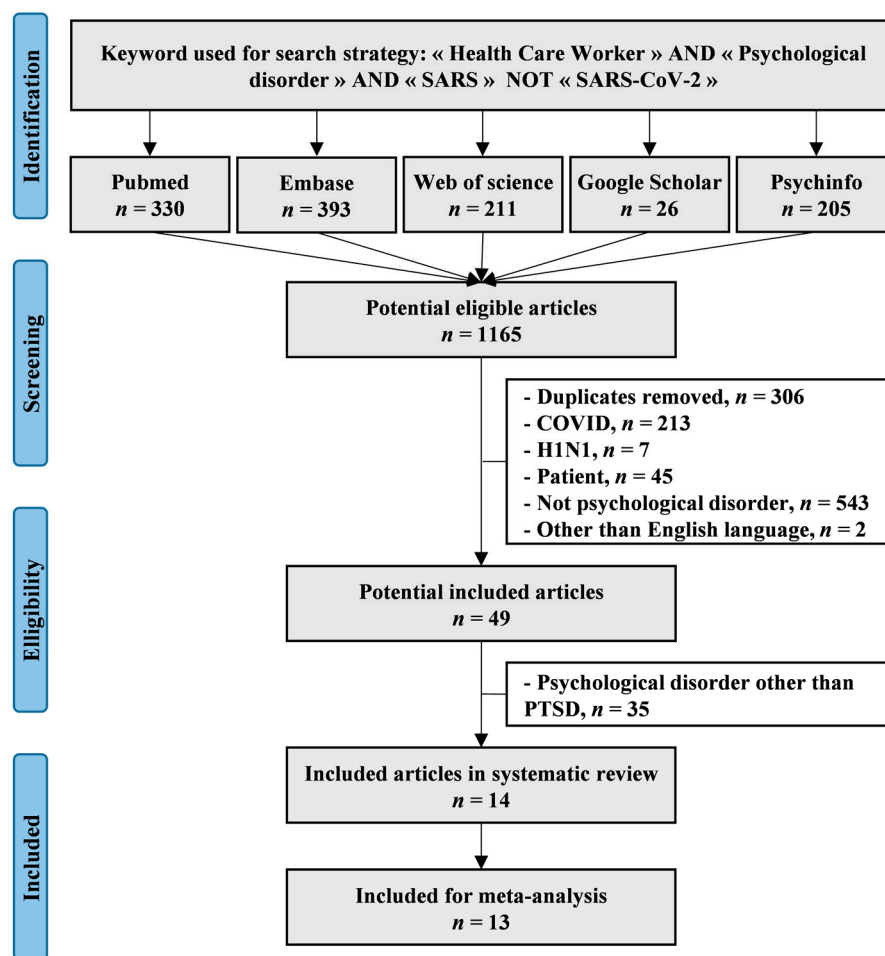 Identification
Keyword used for search strategy: « Health Care Worker » AND « Psychological
disorder » AND « SARS » NOT « SARS-CoV-2 »
Pubmed
n = 330
Embase
n = 393
Web of science
n = 211
Google Scholar
n = 26
Psychinfo
n = 205
Screening
Potential eligible articles
n = 1165
- Duplicates removed, n = 306
- COVID, n = 213
- H1N1, n = 7
- Patient, n = 45
- Not psychological disorder, n = 543
- Other than English language, n = 2
Elligibility
Potential included articles
n = 49
- Psychological disorder other than
PTSD, n = 35
Included
Included articles in systematic review
n = 14
Included for meta-analysis
n = 13